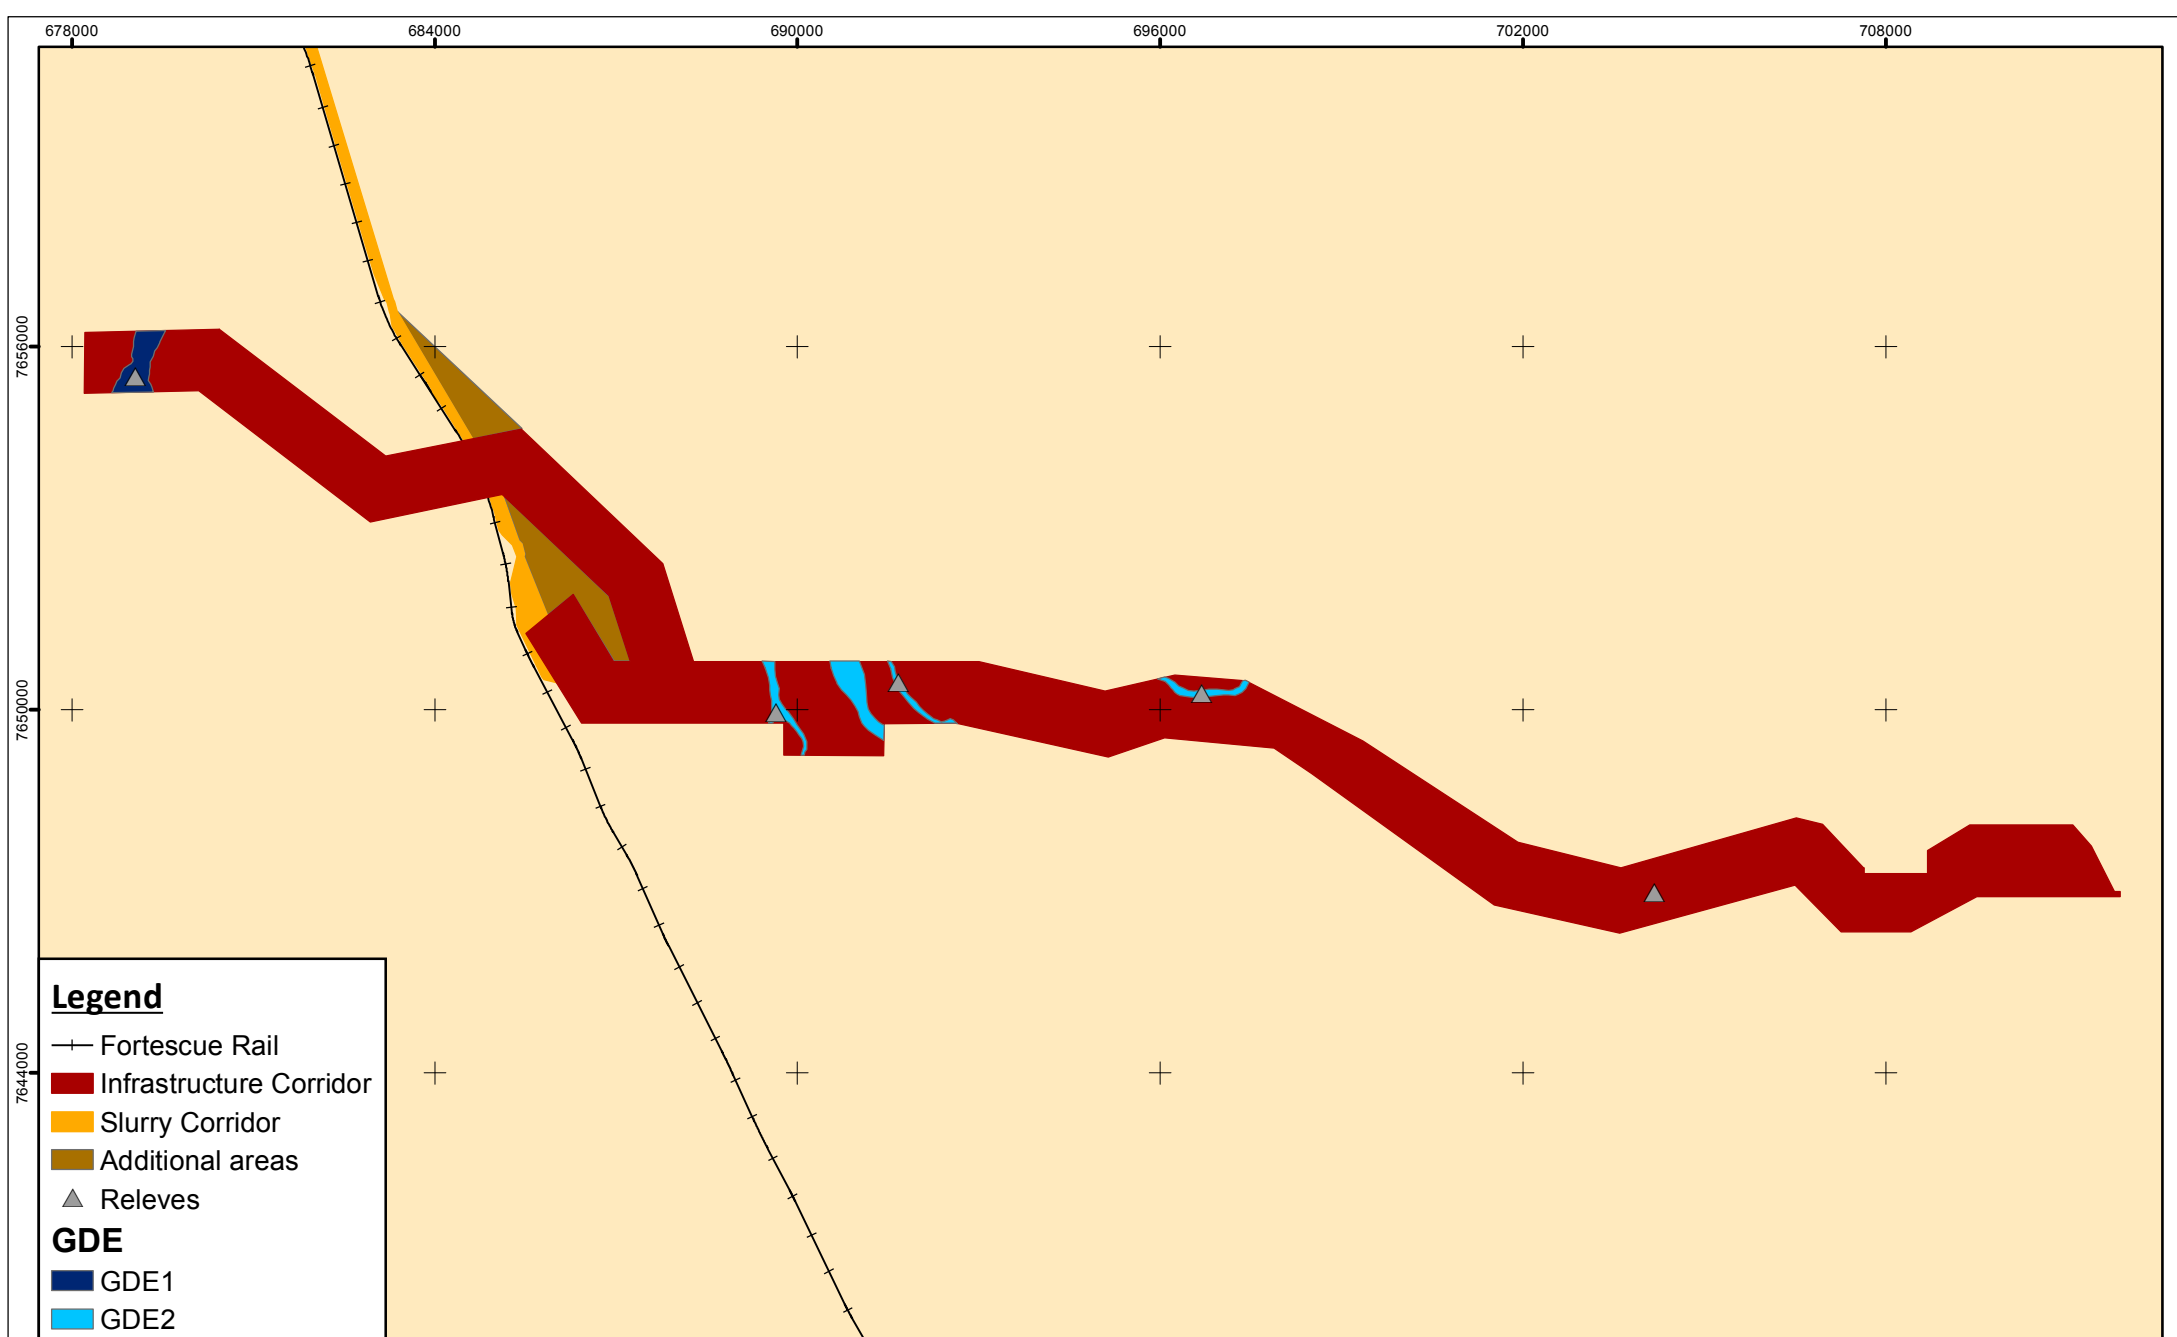 678000 684000 690000 696000 702000 708000
7656000
7650000
7644000
Legend
Fortescue Rail
Infrastructure Corridor
Slurry Corridor
Additional areas
Releves
GDE
GDE1
GDE2